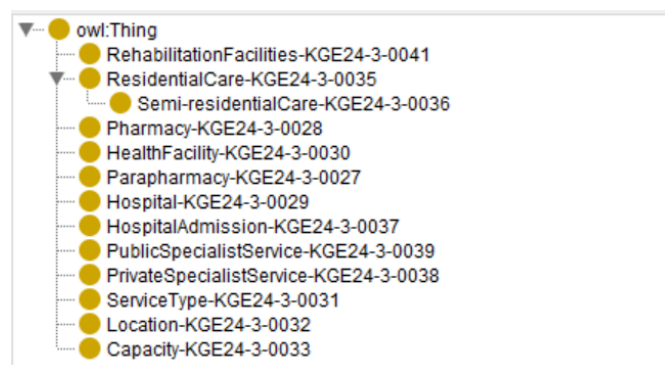 owl:Thing
RehabilitationFacilities-KGE24-3-0041
ResidentialCare-KGE24-3-0035
Semi-residentialCare-KGE24-3-0036
Pharmacy-KGE24-3-0028
HealthFacility-KGE24-3-0030
Parapharmacy-KGE24-3-0027
Hospital-KGE24-3-0029
HospitalAdmission-KGE24-3-0037
PublicSpecialistService-KGE24-3-0039
PrivateSpecialistService-KGE24-3-0038
ServiceType-KGE24-3-0031
Location-KGE24-3-0032
Capacity-KGE24-3-0033